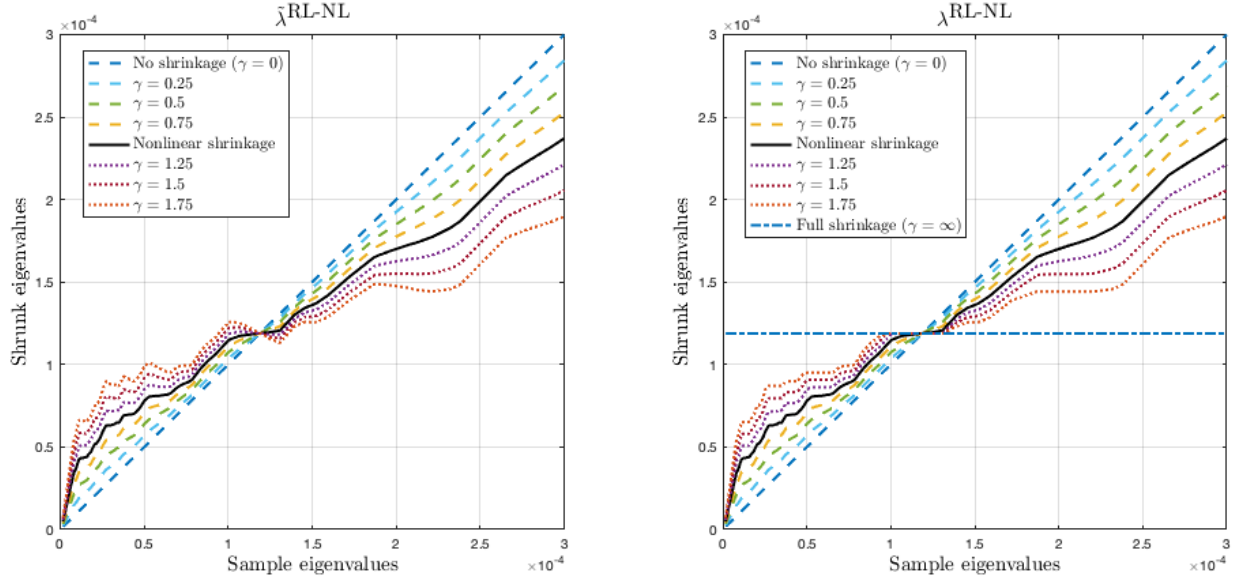 λ̃^RL-NL
×10⁻⁴
3
2.5
2
1.5
1
0.5
0
No shrinkage (γ = 0)
γ = 0.25
γ = 0.5
γ = 0.75
Nonlinear shrinkage
γ = 1.25
γ = 1.5
γ = 1.75
Shrunk eigenvalues
0 0.5 1 1.5 2 2.5 3
Sample eigenvalues
×10⁻⁴
λ^RL-NL
×10⁻⁴
3
2.5
2
1.5
1
0.5
0
No shrinkage (γ = 0)
γ = 0.25
γ = 0.5
γ = 0.75
Nonlinear shrinkage
γ = 1.25
γ = 1.5
γ = 1.75
Full shrinkage (γ = ∞)
Shrunk eigenvalues
0 0.5 1 1.5 2 2.5 3
Sample eigenvalues
×10⁻⁴